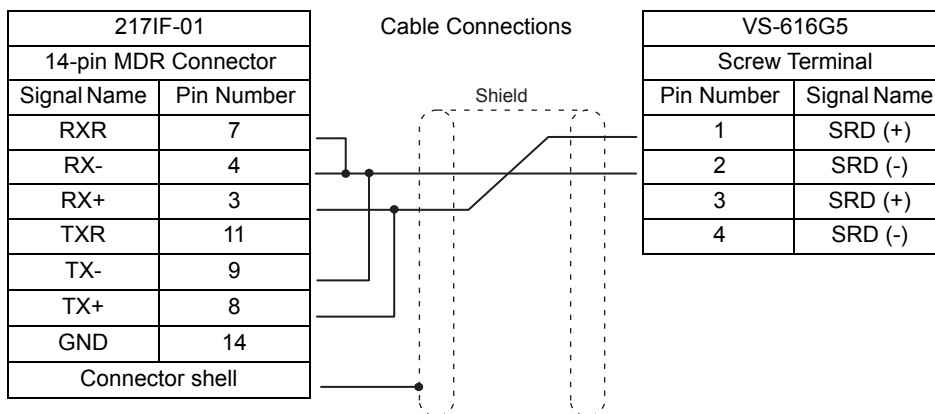 217IF-01 Cable Connections VS-616G5
14-pin MDR Connector Screw Terminal
Signal Name Pin Number Shield Pin Number Signal Name
RXR 7 1 SRD (+)
RX- 4 2 SRD (-)
RX+ 3 3 SRD (+)
TXR 11 4 SRD (-)
TX- 9
TX+ 8
GND 14
Connector shell